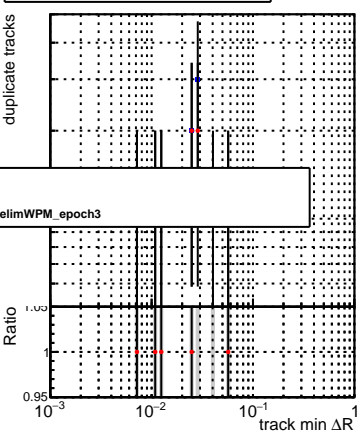 duplicate tracks
elimWPM_epoch3
Ratio
1.05
1
0.95
10⁻³
10⁻²
10⁻¹
1
track min ΔR